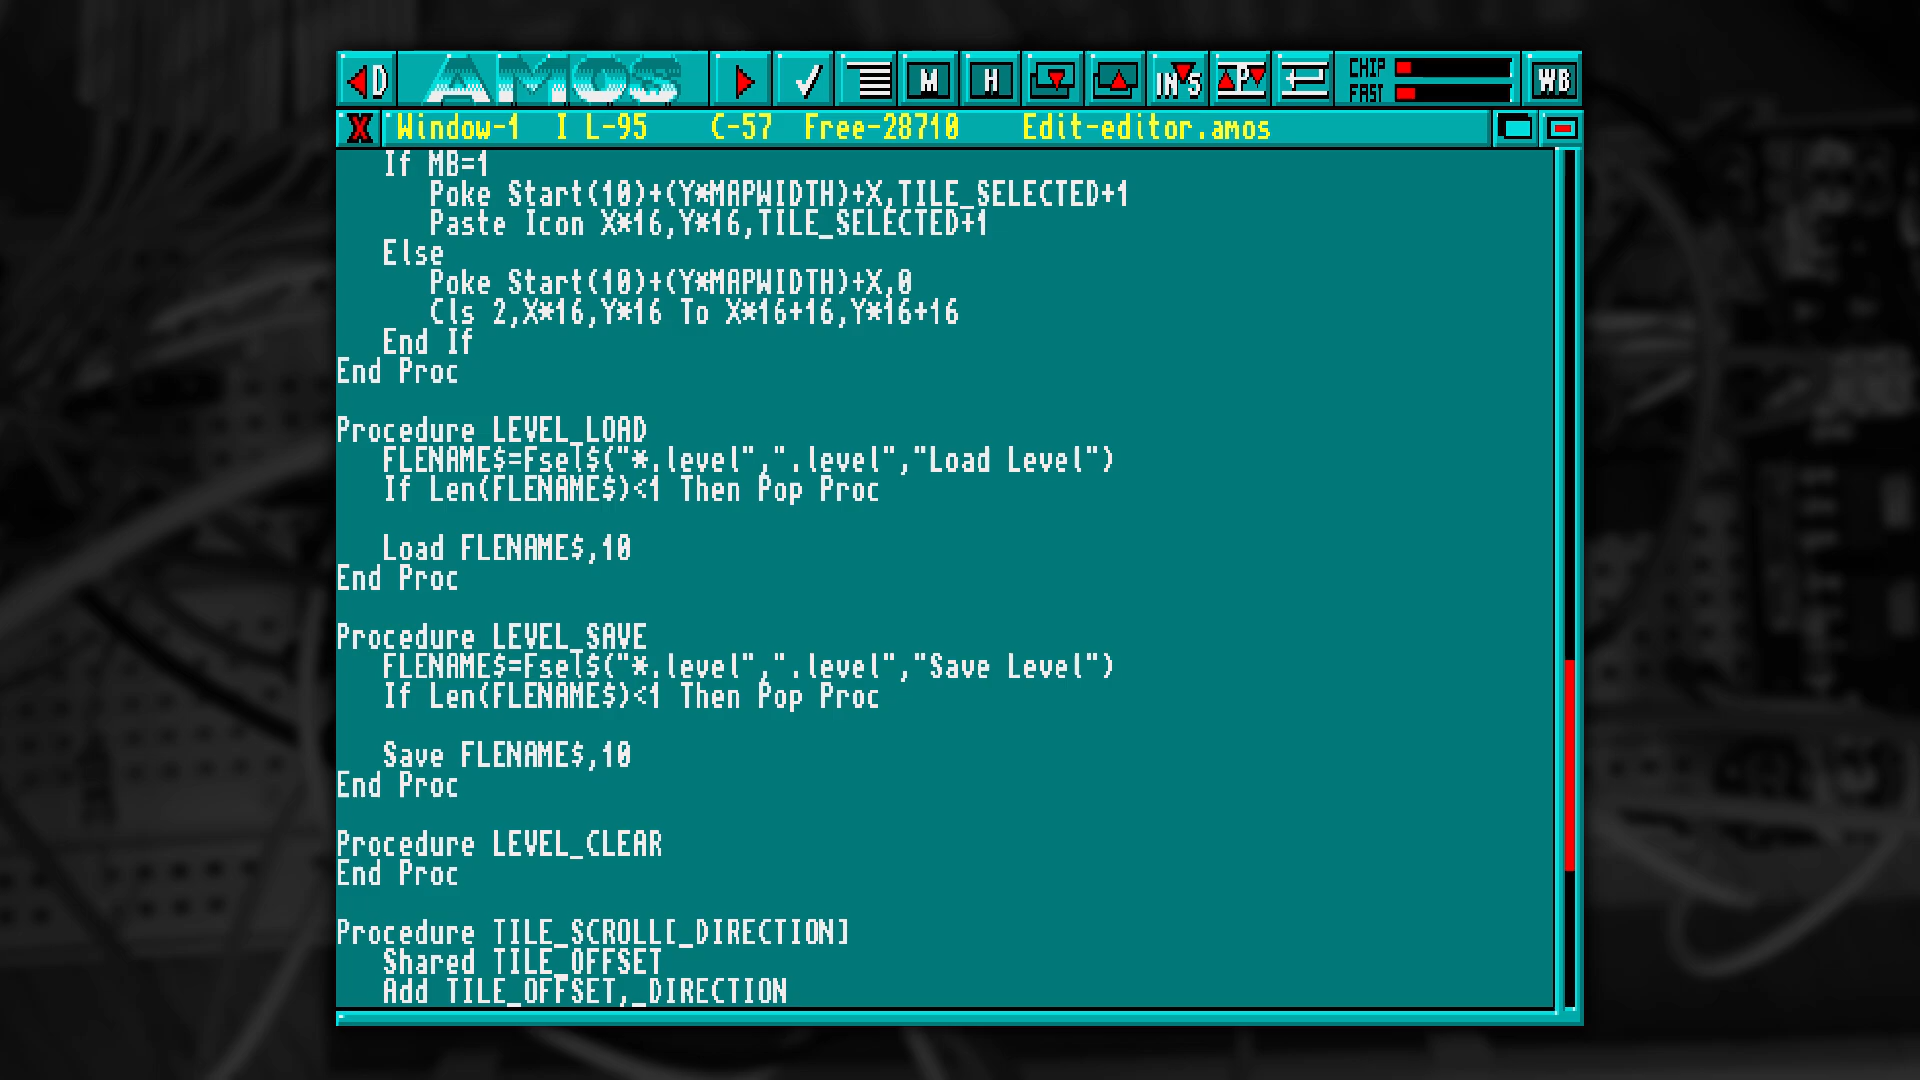 D AMOS M H INS P CHIP FAST WB
X Window-1 I L-95 C-57 Free-28710 Edit-editor.amos
If MB=1
Poke Start(10)+(Y*MAPWIDTH)+X,TILE_SELECTED+1
Paste Icon X*16,Y*16,TILE_SELECTED+1
Else
Poke Start(10)+(Y*MAPWIDTH)+X,0
Cls 2,X*16,Y*16 To X*16+16,Y*16+16
End If
End Proc
Procedure LEVEL_LOAD
FLENAME$=Fsel$("*.level",".level","Load Level")
If Len(FLENAME$)<1 Then Pop Proc
Load FLENAME$,10
End Proc
Procedure LEVEL_SAVE
FLENAME$=Fsel$("*.level",".level","Save Level")
If Len(FLENAME$)<1 Then Pop Proc
Save FLENAME$,10
End Proc
Procedure LEVEL_CLEAR
End Proc
Procedure TILE_SCROLL[_DIRECTION]
Shared TILE_OFFSET
Add TILE_OFFSET,_DIRECTION